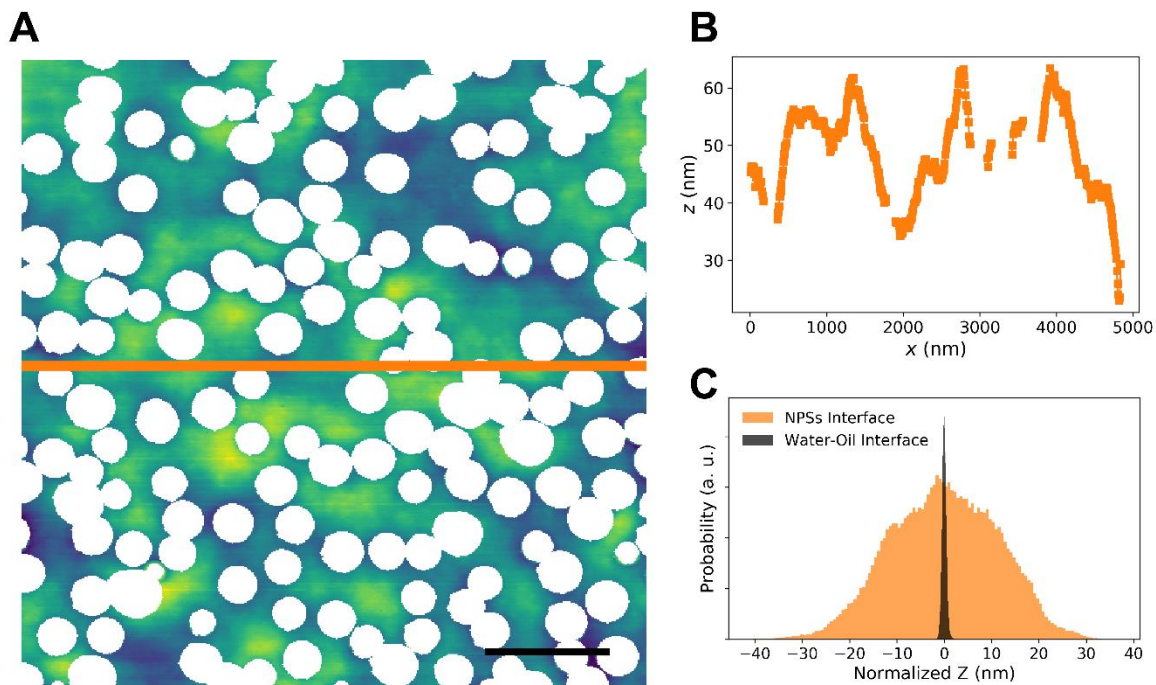 A
B
60
50
40
30
z (nm)
0
1000
2000
3000
4000
5000
x (nm)
C
NPSs Interface
Water-Oil Interface
Probability (a. u.)
−40
−30
−20
−10
0
10
20
30
40
Normalized Z (nm)